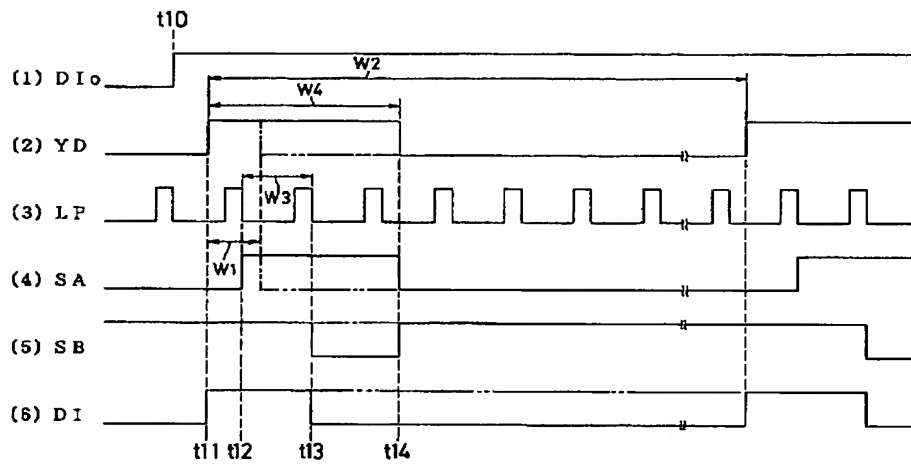 t10
(1) DIo
W2
W4
(2) YD
W3
(3) LP
W1
(4) SA
(5) SB
(6) DI
t11 t12 t13 t14